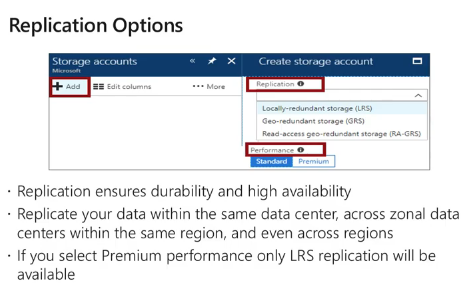 Replication Options
Storage accounts
Microsoft
Add
Edit columns
More
Create storage account
Replication
Locally-redundant storage (LRS)
Geo-redundant storage (GRS)
Read-access geo-redundant storage (RA-GRS)
Performance
Standard Premium
· Replication ensures durability and high availability
· Replicate your data within the same data center, across zonal data
centers within the same region, and even across regions
· If you select Premium performance only LRS replication will be
available